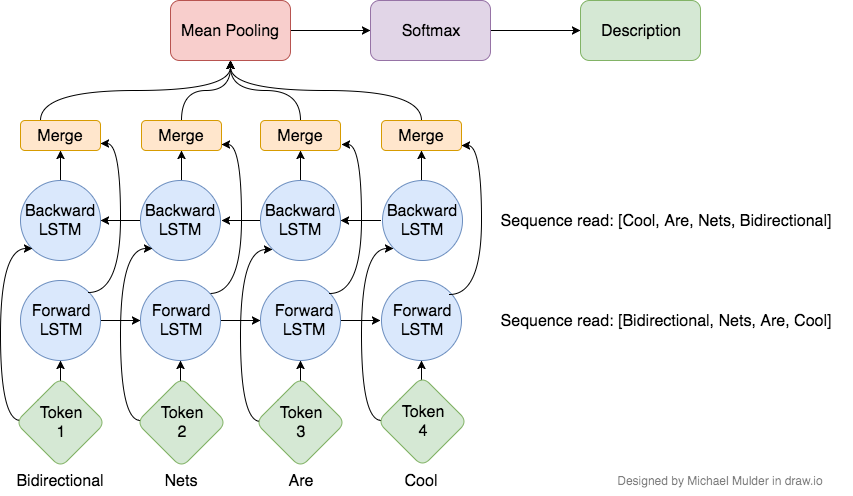 Mean Pooling
Softmax
Description
Merge
Merge
Merge
Merge
Backward
LSTM
Backward
LSTM
Backward
LSTM
Backward
LSTM
Sequence read: [Cool, Are, Nets, Bidirectional]
Forward
LSTM
Forward
LSTM
Forward
LSTM
Forward
LSTM
Sequence read: [Bidirectional, Nets, Are, Cool]
Token
1
Token
2
Token
3
Token
4
Bidirectional
Nets
Are
Cool
Designed by Michael Mulder in draw.io